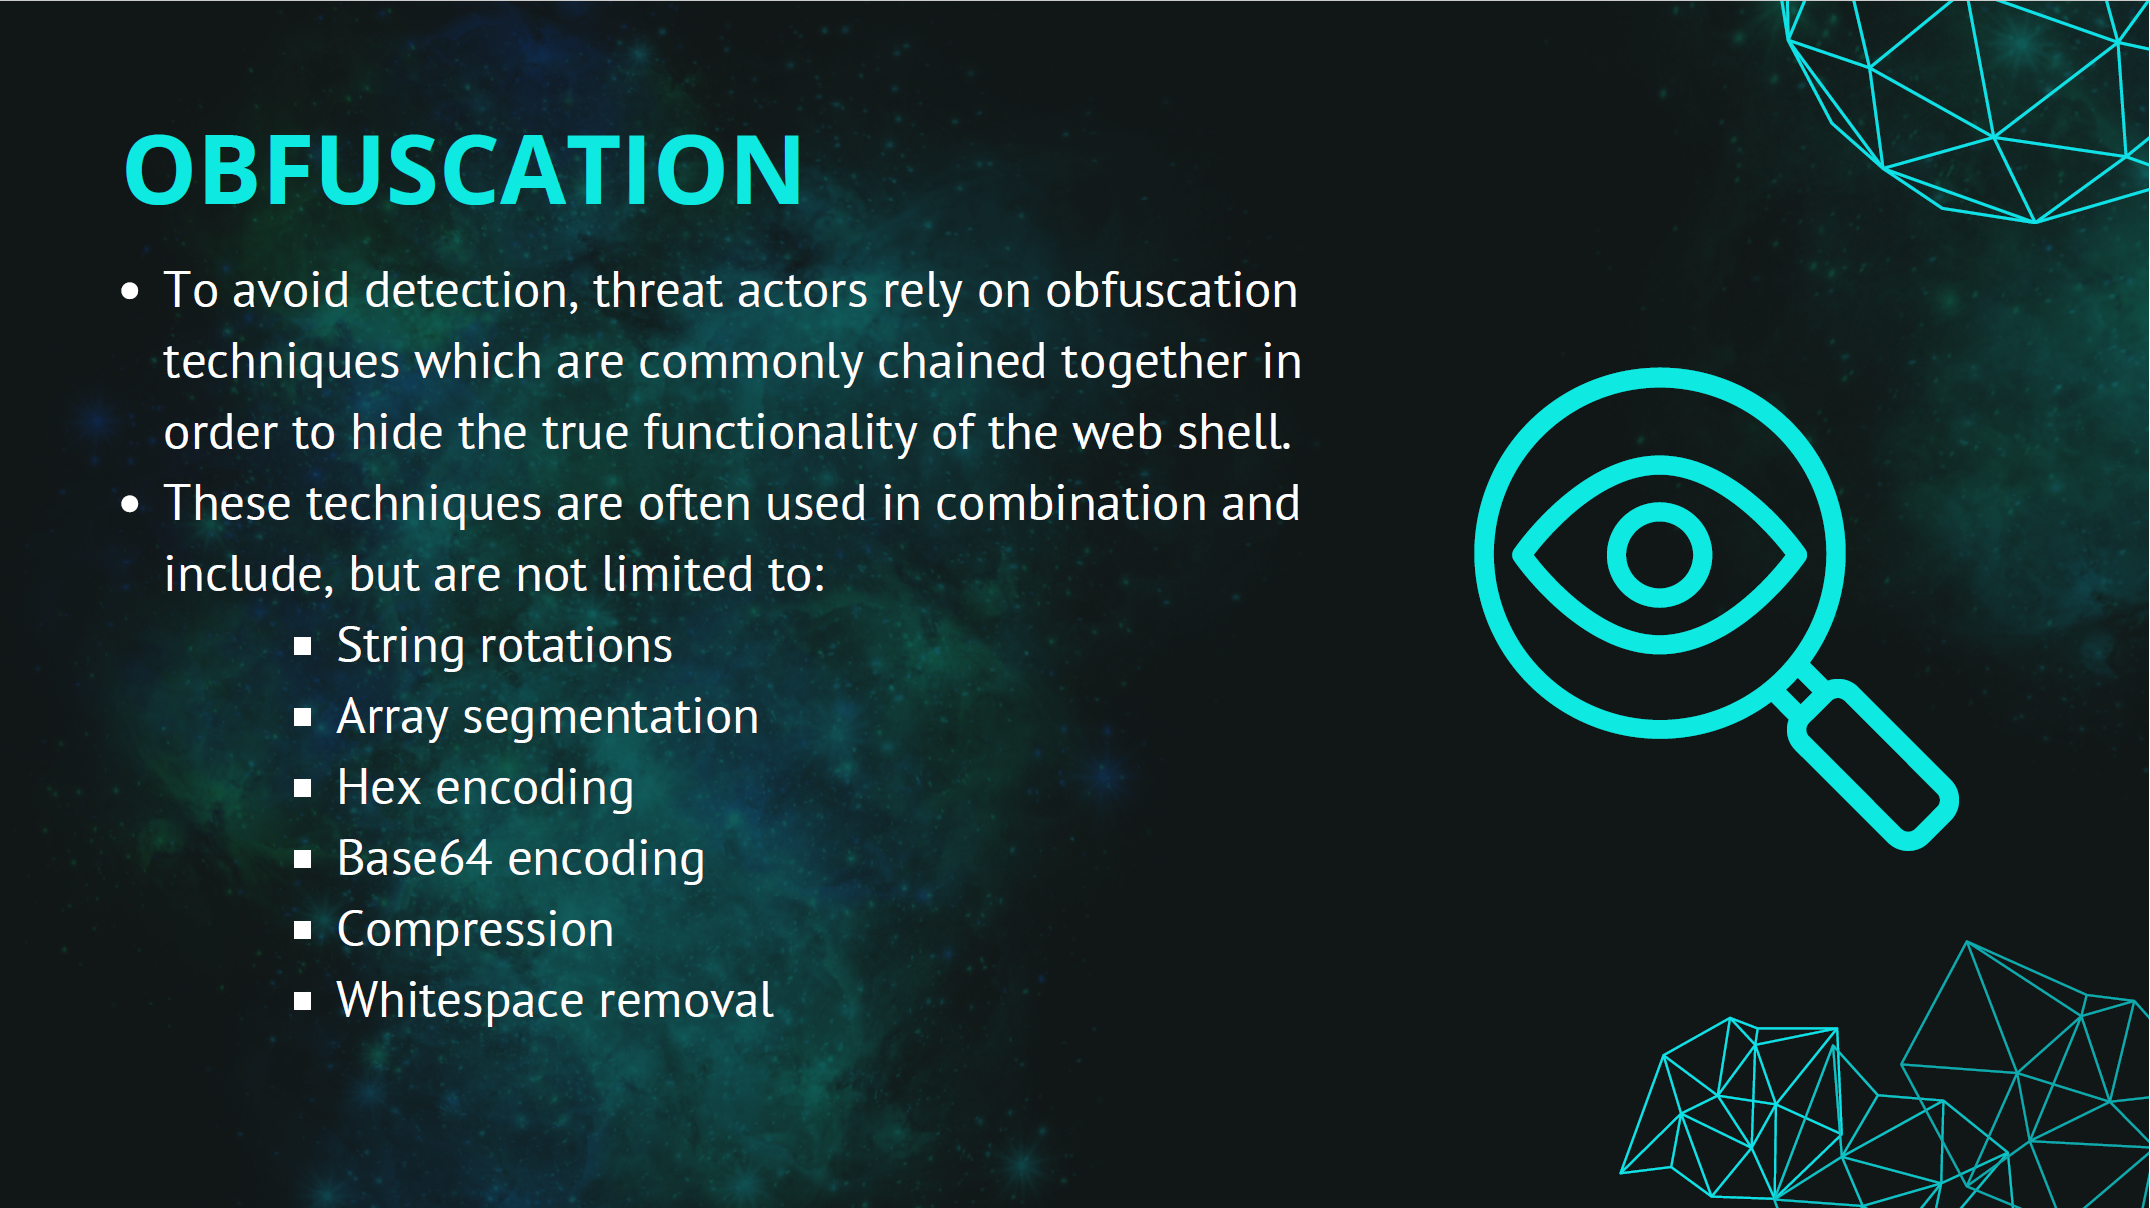 OBFUSCATION
• To avoid detection, threat actors rely on obfuscation
techniques which are commonly chained together in
order to hide the true functionality of the web shell.
• These techniques are often used in combination and
include, but are not limited to:
▪ String rotations
▪ Array segmentation
▪ Hex encoding
▪ Base64 encoding
▪ Compression
▪ Whitespace removal